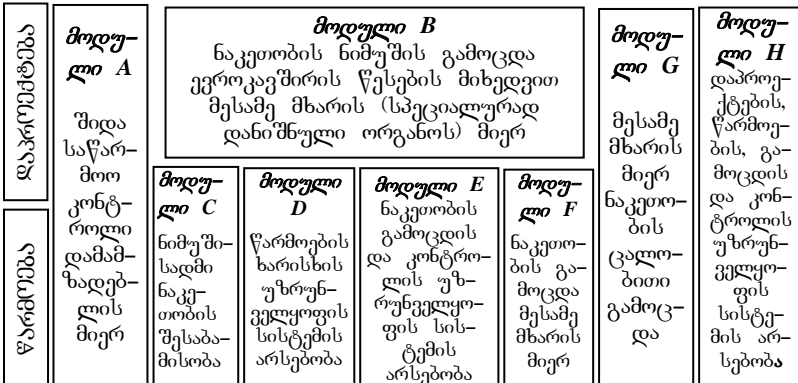 დაპროექტება
წარმოება
მოდუ–
ლი A
შიდა
საწარ–
მოო
კონტ–
როლი
დამამ–
ზადებ–
ლის
მიერ
მოდული B
ნაკეთობის ნიმუშის გამოცდა
ევროკავშირის წესების მიხედვით
მესამე მხარის (სპეციალურად
დანიშნული ორგანოს) მიერ
მოდუ–
ლი C
ნიმუში–
სადმი
ნაკე–
თობის
შესაბა–
მისობა
მოდული
D
წარმოების
ხარისხის
უზრუნ–
ველყოფის
სისტემის
არსებობა
მოდული E
ნაკეთობის
გამოცდის
და კონტრო–
ლის უზ–
რუნველყო–
ფის სის–
ტემის
არსებობა
მოდუ–
ლი F
ნაკეთო–
ბის გა–
მოცდა
მესამე
მხარის
მიერ
მოდუ–
ლი G
მესამე
მხარის
მიერ
ნაკეთო–
ბის
ცალო–
ბითი
გამოც–
და
მოდუ–
ლი H
დაპროე–
ქტების,
წარმოე–
ბის, გა–
მოცდის
და კონ–
ტროლის
უზრუნ–
ველყო–
ფის
სისტე–
მის არ–
სებობა